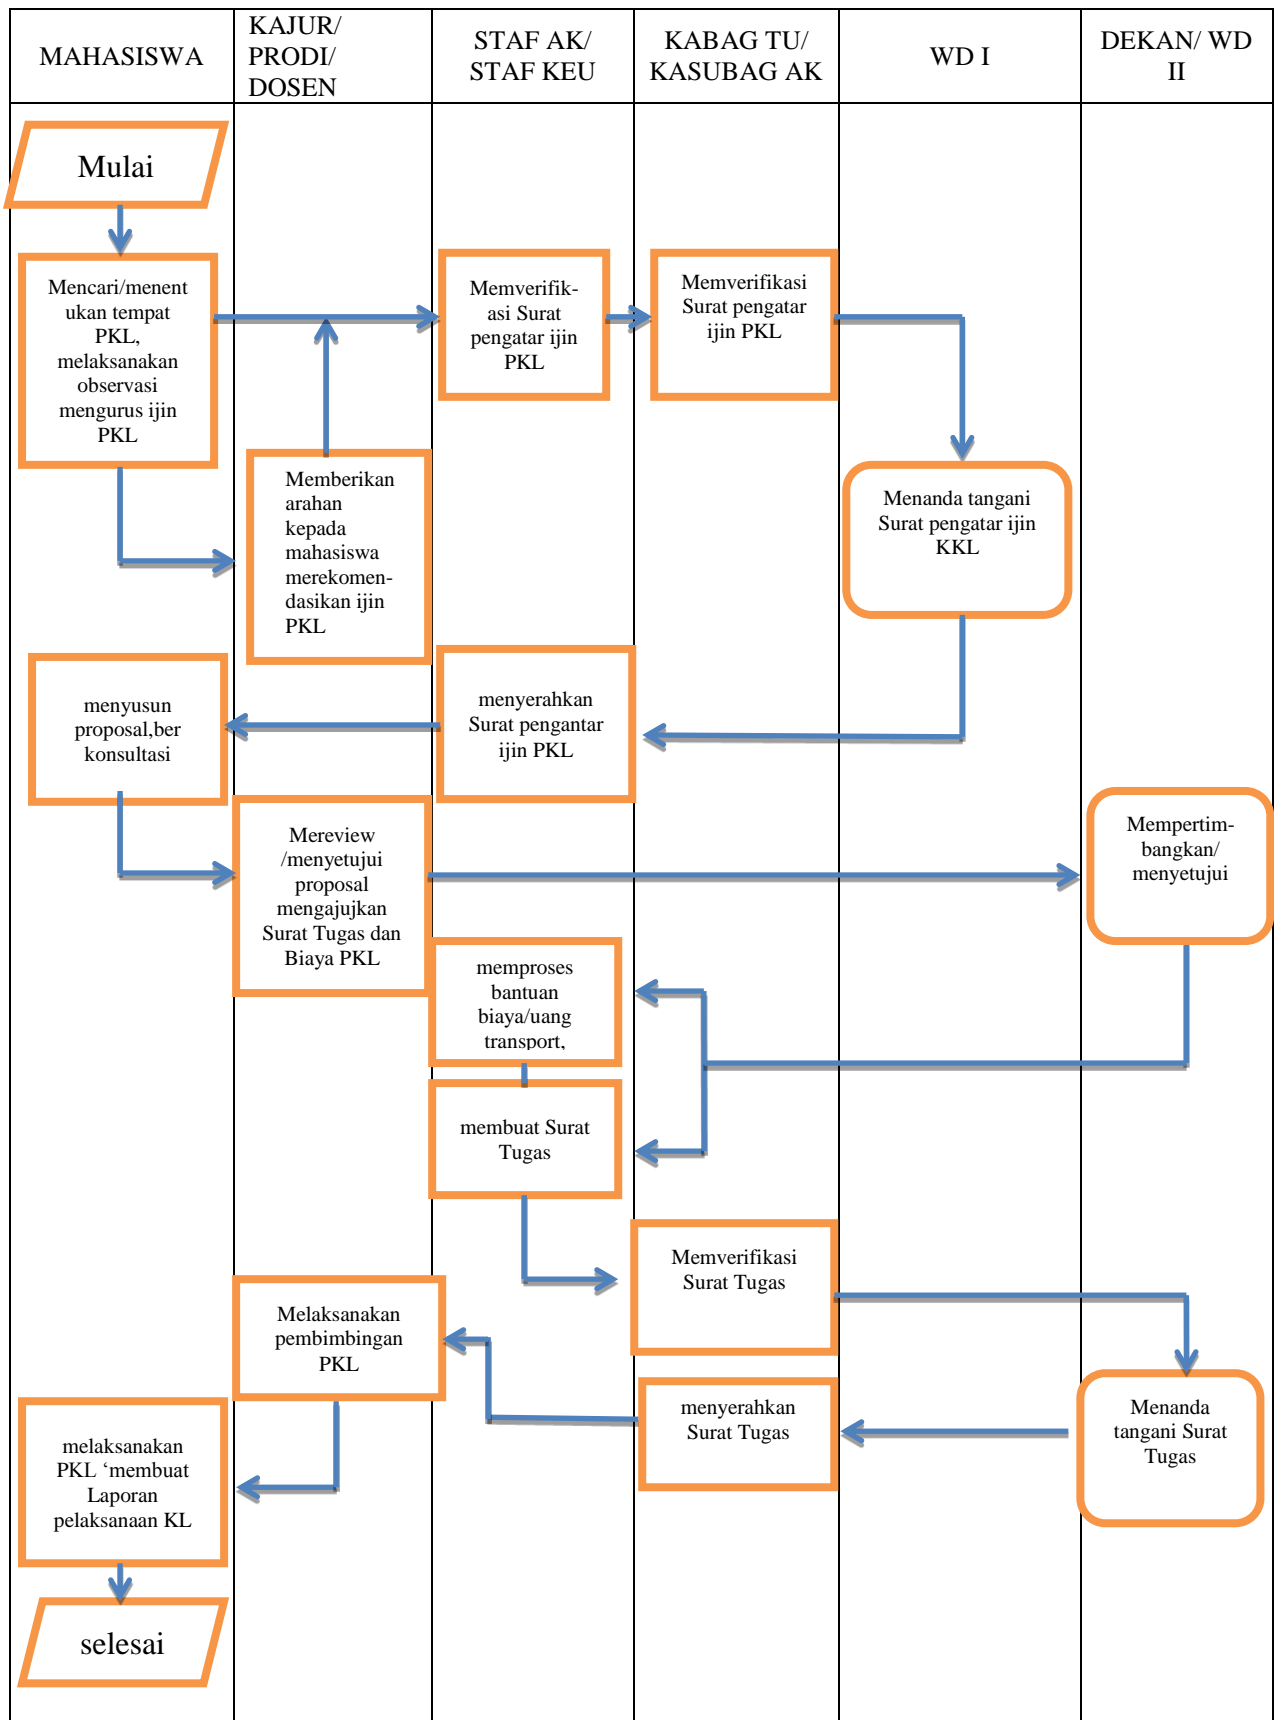 MAHASISWA
KAJUR/
PRODI/
DOSEN
STAF AK/
STAF KEU
KABAG TU/
KASUBAG AK
WD I
DEKAN/ WD
II
Mulai
Mencari/menent
ukan tempat
PKL,
melaksanakan
observasi
mengurus ijin
PKL
Memverifik-
asi Surat
pengatar ijin
PKL
Memverifikasi
Surat pengatar
ijin PKL
Memberikan
arahan
kepada
mahasiswa
merekomen-
dasikan ijin
PKL
Menanda tangani
Surat pengatar ijin
KKL
menyusun
proposal,ber
konsultasi
menyerahkan
Surat pengantar
ijin PKL
Mereview
/menyetujui
proposal
mengajujkan
Surat Tugas dan
Biaya PKL
Mempertim-
bangkan/
menyetujui
memproses
bantuan
biaya/uang
transport,
membuat Surat
Tugas
Memverifikasi
Surat Tugas
Melaksanakan
pembimbingan
PKL
menyerahkan
Surat Tugas
Menanda
tangani Surat
Tugas
melaksanakan
PKL ‘membuat
Laporan
pelaksanaan KL
selesai